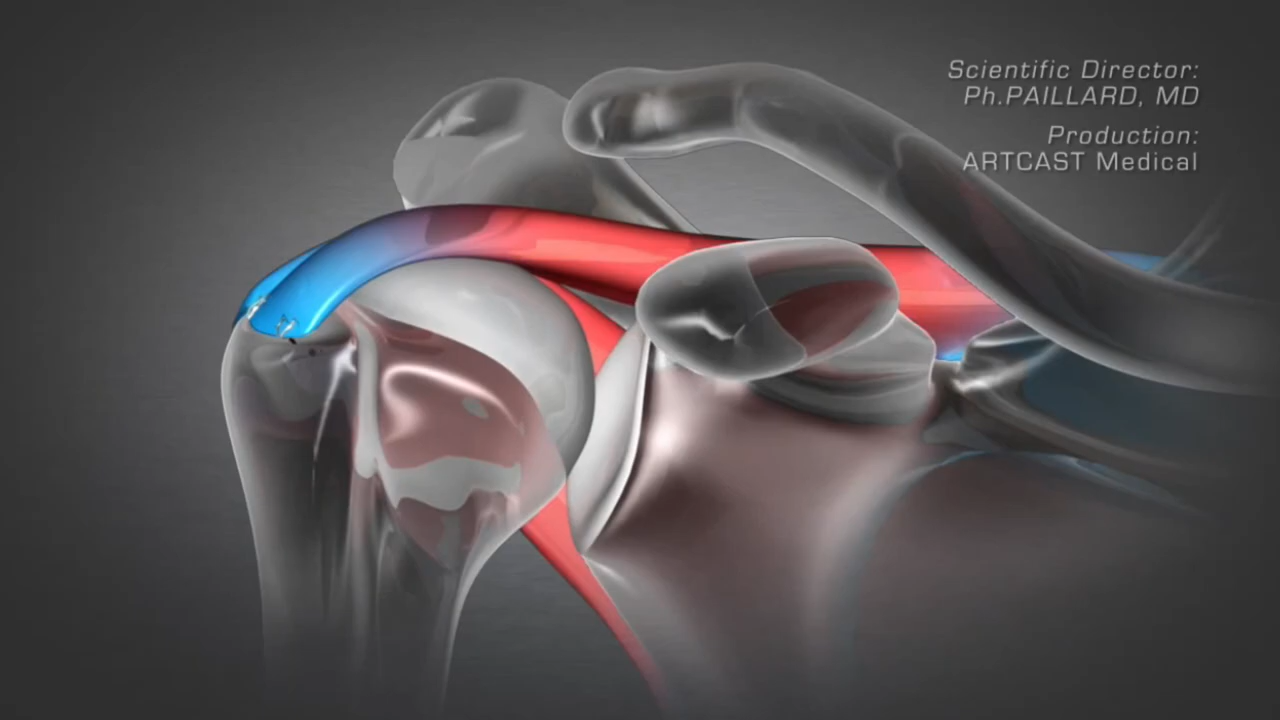 Scientific Director:
Ph.PAILLARD, MD
Production:
ARTCAST Medical